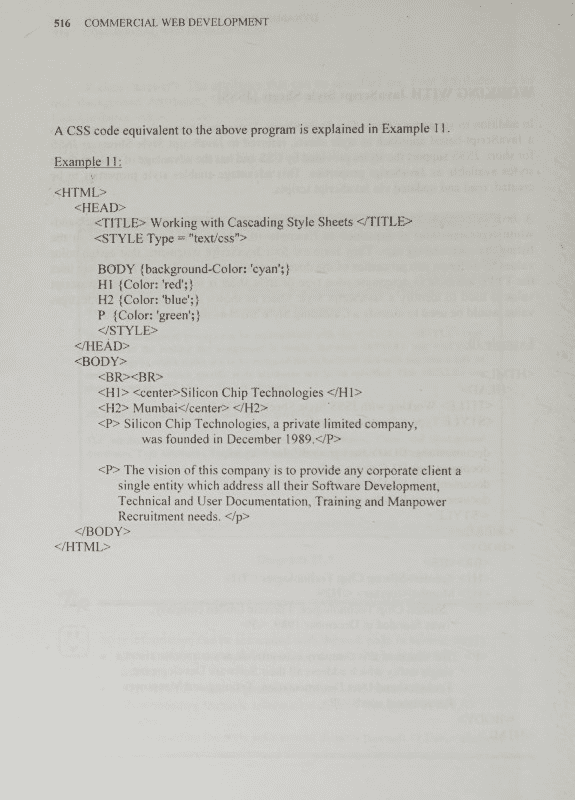 516 COMMERCIAL WEB DEVELOPMENT
A CSS code equivalent to the above program is explained in Example 11.
Example 11:
<HTML>
<HEAD>
<TITLE> Working with Cascading Style Sheets </TITLE>
<STYLE Type = "text/css">
BODY {background-Color: 'cyan';}
H1 {Color: 'red';}
H2 {Color: 'blue';}
P {Color: 'green';}
</STYLE>
</HEAD>
<BODY>
<BR><BR>
<H1> <center>Silicon Chip Technologies </H1>
<H2> Mumbai</center> </H2>
<P> Silicon Chip Technologies, a private limited company,
was founded in December 1989.</P>
<P> The vision of this company is to provide any corporate client a
single entity which address all their Software Development,
Technical and User Documentation, Training and Manpower
Recruitment needs. </p>
</BODY>
</HTML>